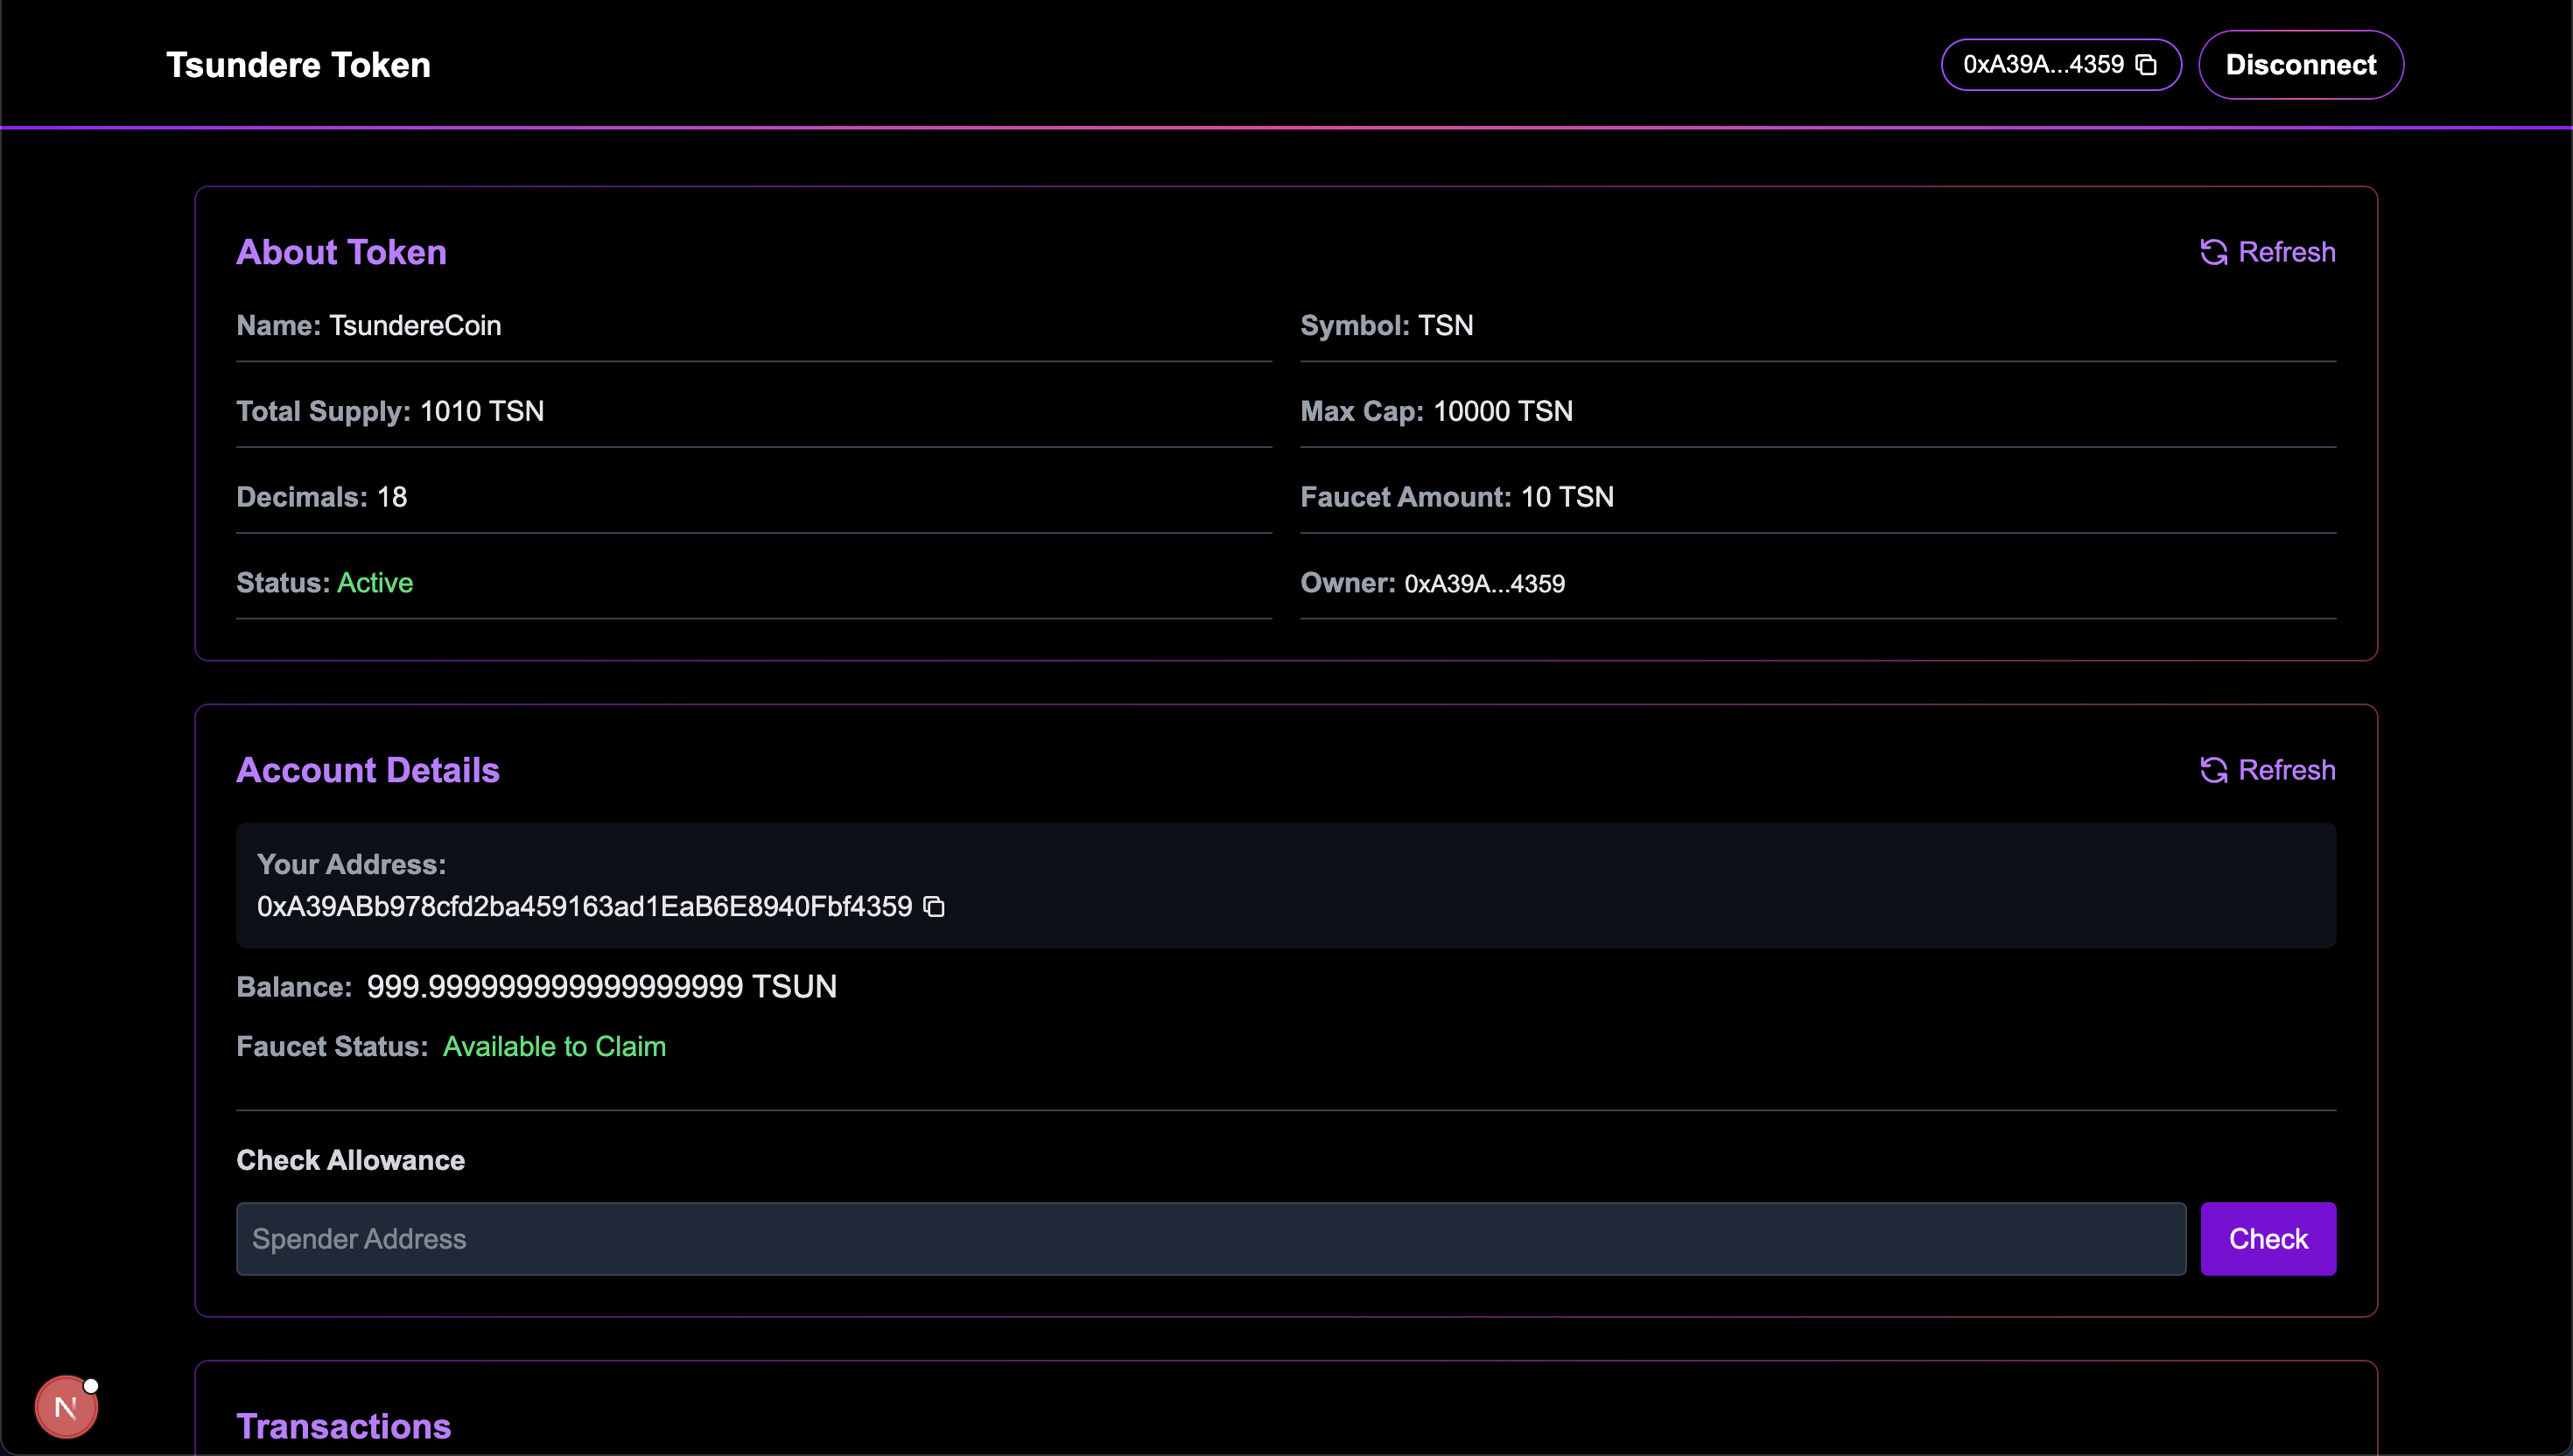 Tsundere Token
0xA39A...4359
Disconnect
About Token
Refresh
Name: TsundereCoin
Symbol: TSN
Total Supply: 1010 TSN
Max Cap: 10000 TSN
Decimals: 18
Faucet Amount: 10 TSN
Status: Active
Owner: 0xA39A...4359
Account Details
Refresh
Your Address:
0xA39ABb978cfd2ba459163ad1EaB6E8940Fbf4359
Balance: 999.999999999999999999 TSUN
Faucet Status: Available to Claim
Check Allowance
Spender Address
Check
Transactions
N